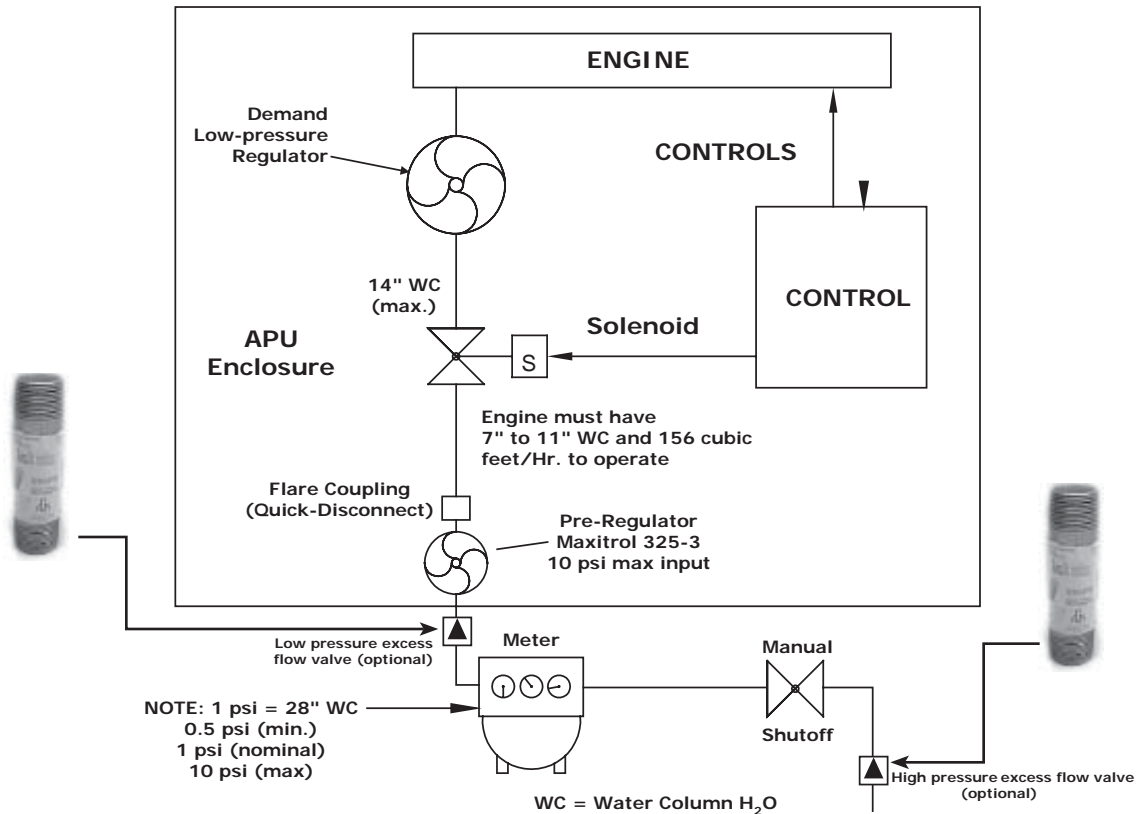 ENGINE
Demand
Low-pressure
Regulator
CONTROLS
14" WC
(max.)
CONTROL
Solenoid
APU
Enclosure
S
Engine must have
7" to 11" WC and 156 cubic
feet/Hr. to operate
Flare Coupling
(Quick-Disconnect)
Pre-Regulator
Maxitrol 325-3
10 psi max input
Low pressure excess
flow valve (optional)
Meter
Manual
Shutoff
NOTE: 1 psi = 28" WC
0.5 psi (min.)
1 psi (nominal)
10 psi (max)
High pressure excess flow valve
(optional)
WC = Water Column H₂O